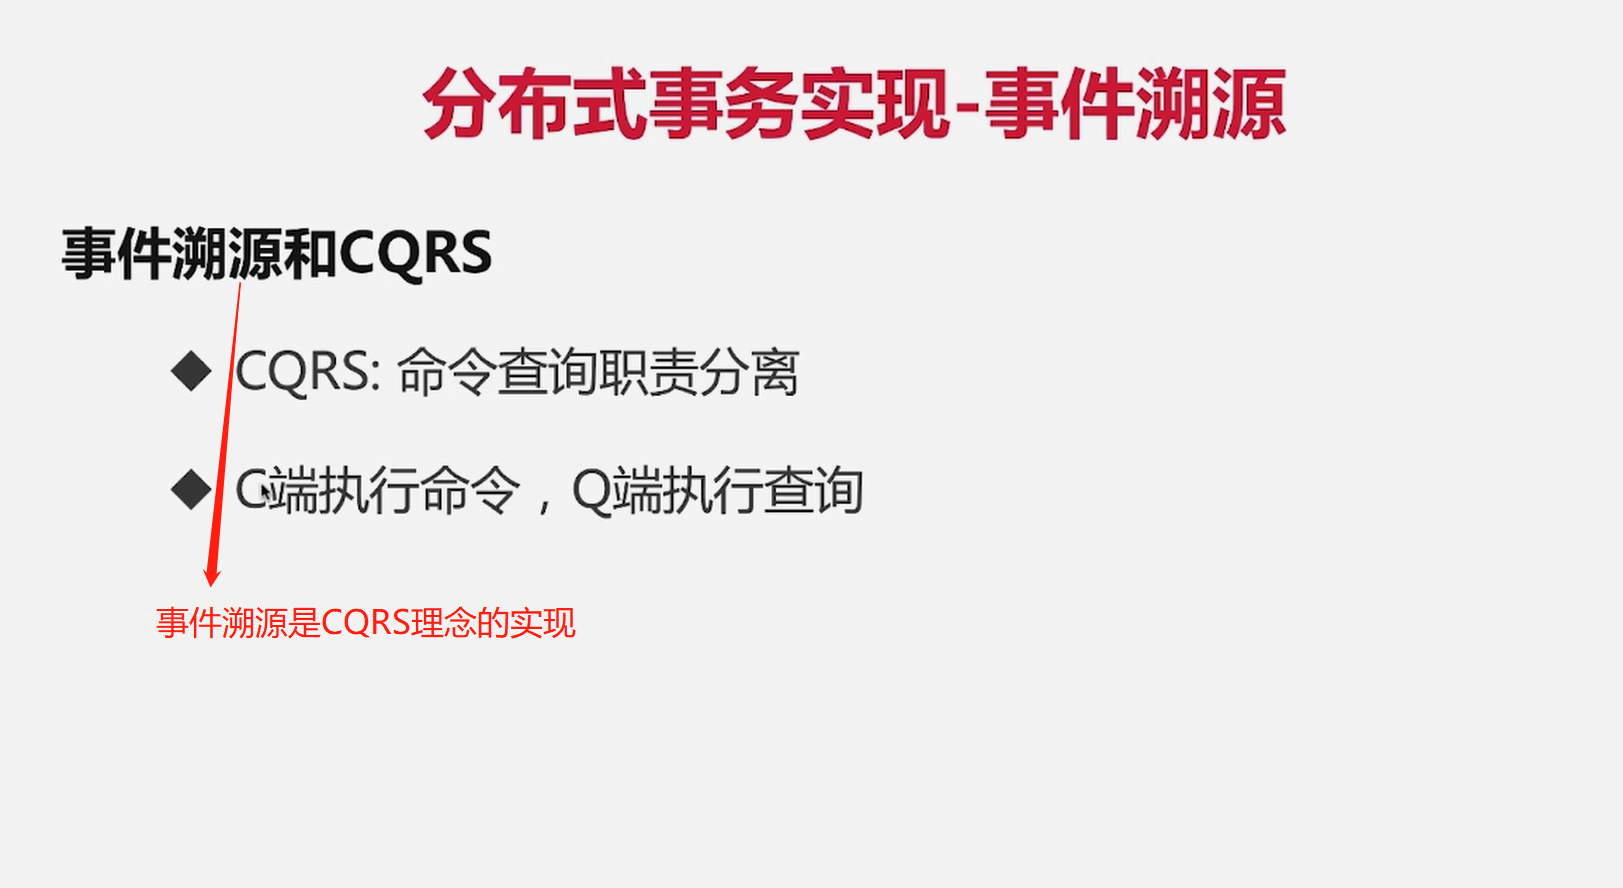 分布式事务实现-事件溯源
事件溯源和CQRS
◆ CQRS: 命令查询职责分离
◆ C端执行命令，Q端执行查询
事件溯源是CQRS理念的实现